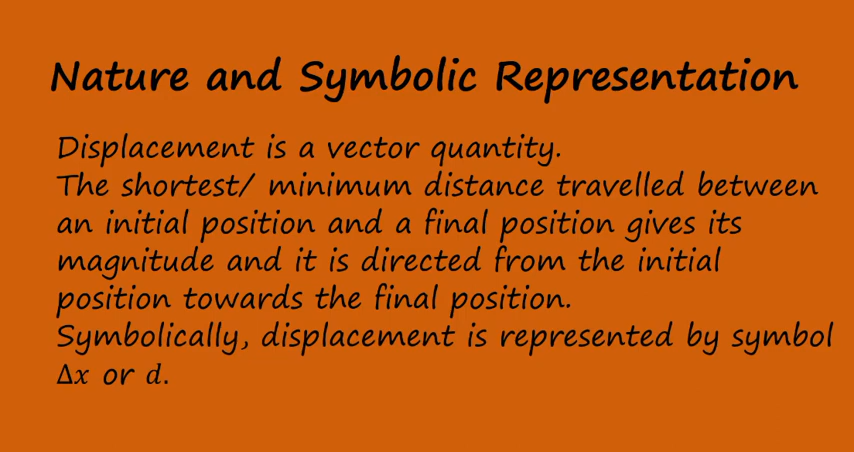 Nature and Symbolic Representation
Displacement is a vector quantity.
The shortest/ minimum distance travelled between
an initial position and a final position gives its
magnitude and it is directed from the initial
position towards the final position.
Symbolically, displacement is represented by symbol
Δx or d.